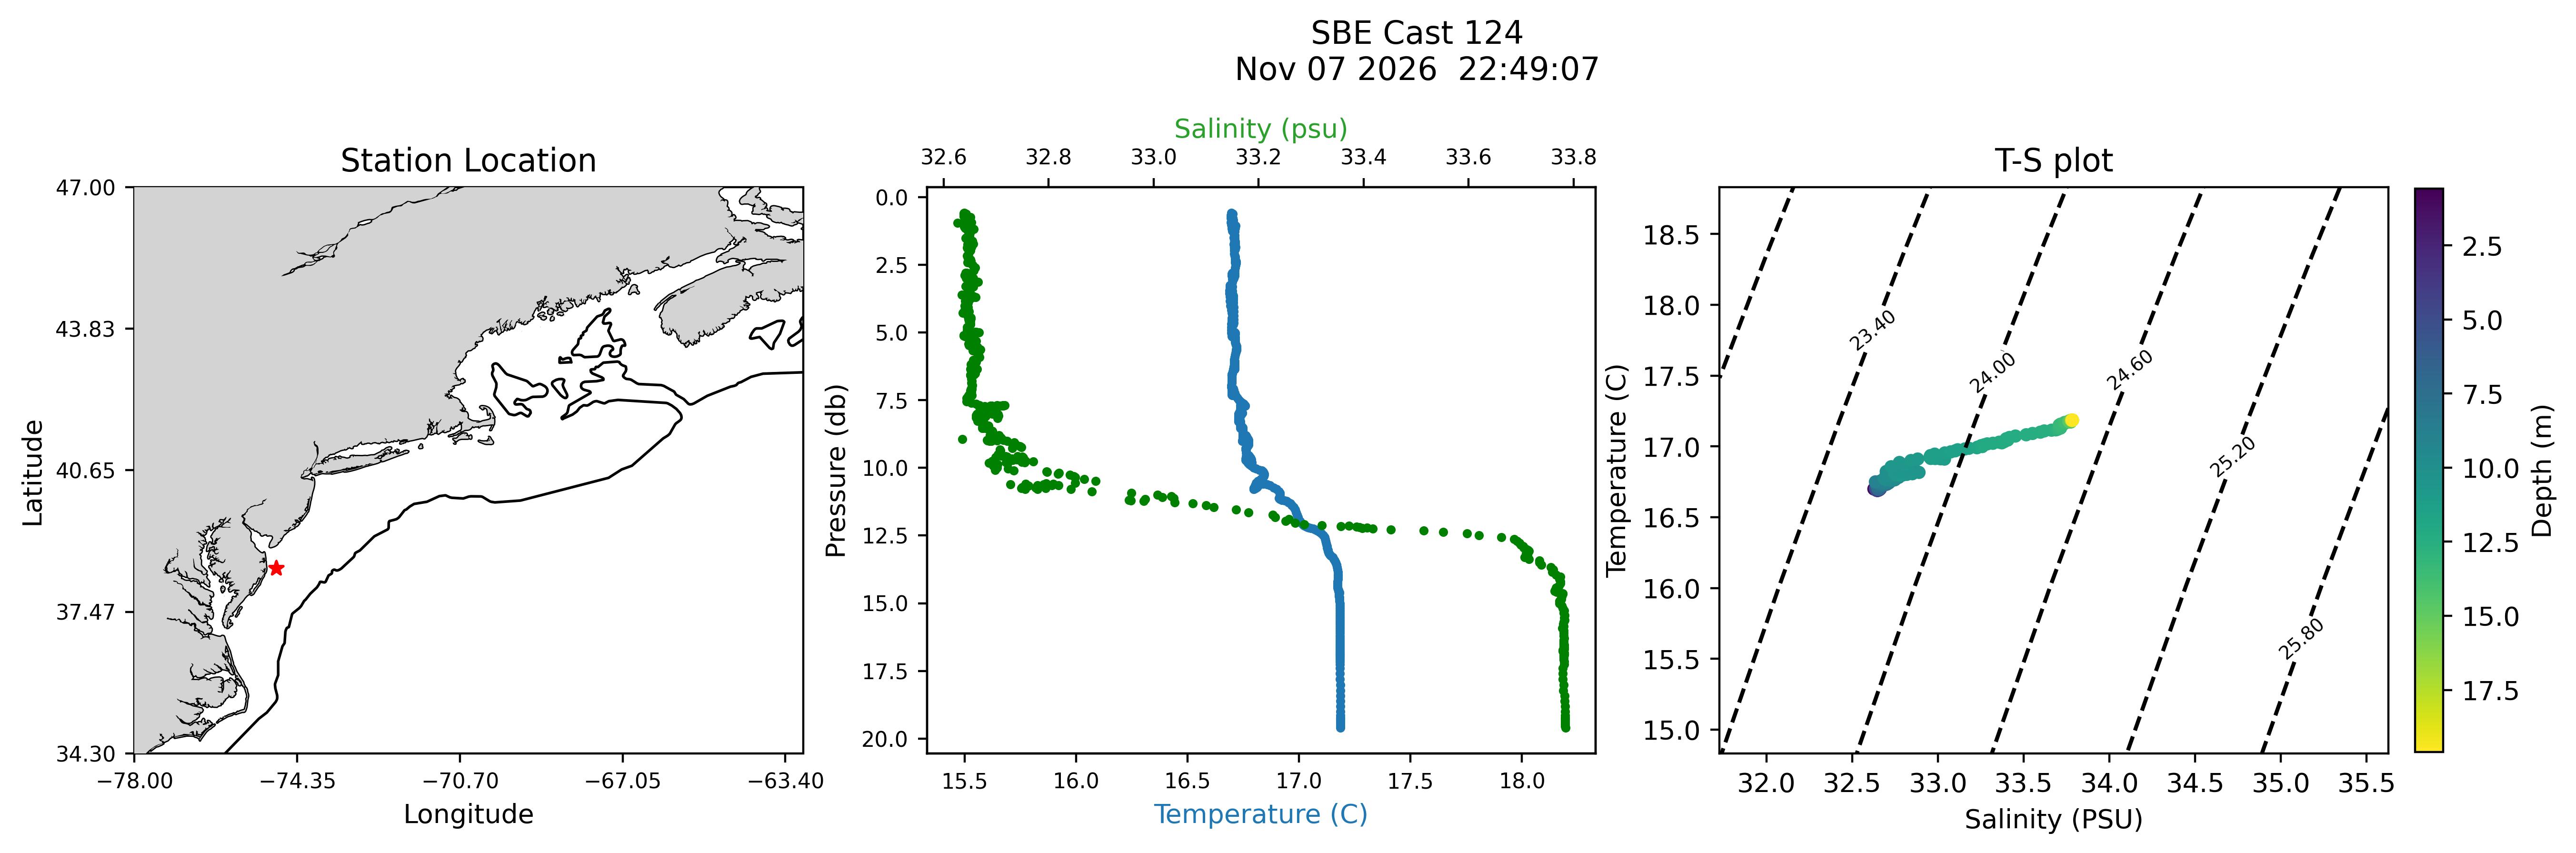 SBE Cast 124
Nov 07 2026  22:49:07
Station Location
47.00
43.83
40.65
37.47
34.30
Latitude
−78.00 −74.35 −70.70 −67.05 −63.40
Longitude
Salinity (psu)
32.6 32.8 33.0 33.2 33.4 33.6 33.8
0.0
2.5
5.0
7.5
10.0
12.5
15.0
17.5
20.0
Pressure (db)
15.5 16.0 16.5 17.0 17.5 18.0
Temperature (C)
T-S plot
18.5
18.0
17.5
17.0
16.5
16.0
15.5
15.0
Temperature (C)
23.40
24.00
24.60
25.20
25.80
32.0 32.5 33.0 33.5 34.0 34.5 35.0 35.5
Salinity (PSU)
2.5
5.0
7.5
10.0
12.5
15.0
17.5
Depth (m)